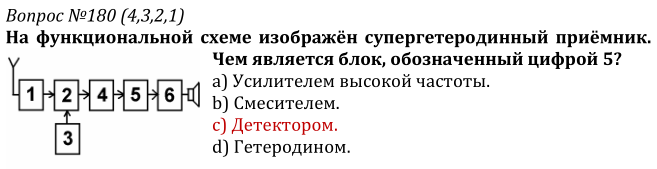 Вопрос №180 (4,3,2,1)
На функциональной схеме изображён супергетеродинный приёмник.
Чем является блок, обозначенный цифрой 5?
1 2 4 5 6
3
a) Усилителем высокой частоты.
b) Смесителем.
c) Детектором.
d) Гетеродином.